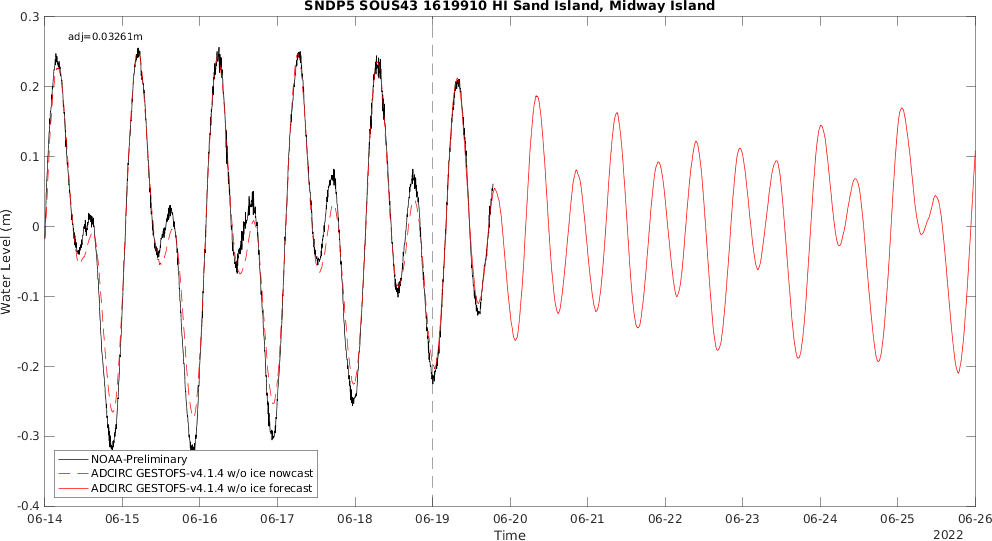 SNDP5 SOUS43 1619910 HI Sand Island, Midway Island
adj=0.03261m
0.3
0.2
0.1
0
-0.1
-0.2
-0.3
-0.4
Water Level (m)
NOAA-Preliminary
ADCIRC GESTOFS-v4.1.4 w/o ice nowcast
ADCIRC GESTOFS-v4.1.4 w/o ice forecast
06-14 06-15 06-16 06-17 06-18 06-19 06-20 06-21 06-22 06-23 06-24 06-25 06-26
Time
2022